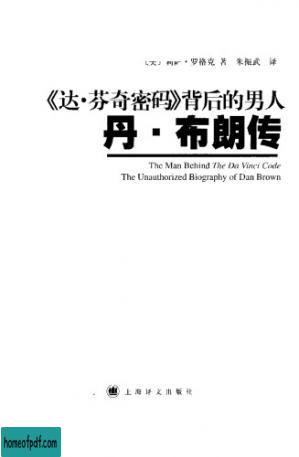 ·罗格克 著 朱振武 译
《达·芬奇密码》背后的男人
丹·布朗传
The Man Behind The Da Vinci Code
The Unauthorized Biography of Dan Brown
上海译文出版社
homeofpdf.com